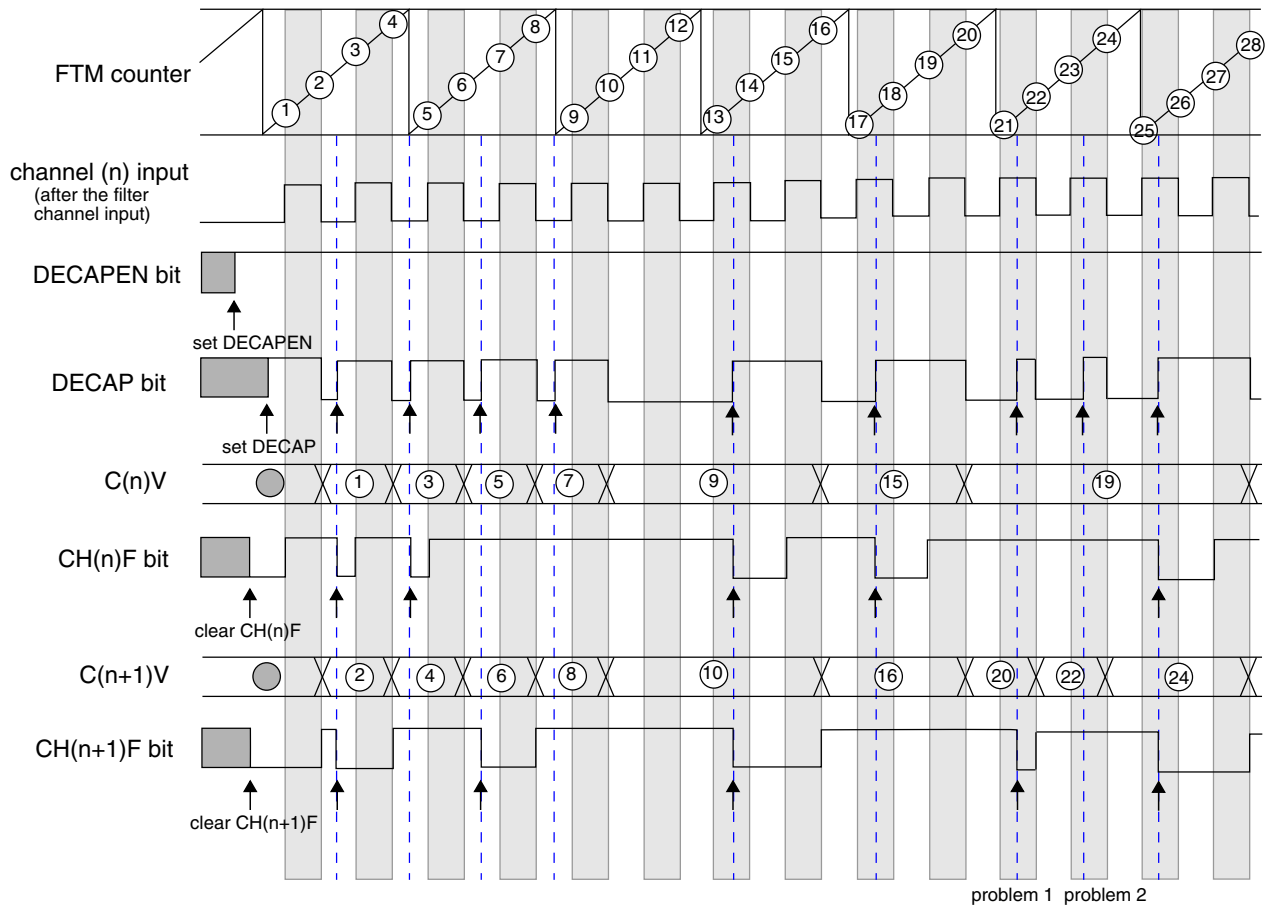 4
8
12
16
20
24
28
3
7
11
15
19
23
27
FTM counter
2
6
10
14
18
22
26
1
5
9
13
17
21
25
channel (n) input
(after the filter
channel input)
DECAPEN bit
set DECAPEN
DECAP bit
set DECAP
C(n)V
1
3
5
7
9
15
19
CH(n)F bit
clear CH(n)F
C(n+1)V
2
4
6
8
10
16
20
22
24
CH(n+1)F bit
clear CH(n+1)F
problem 1 problem 2